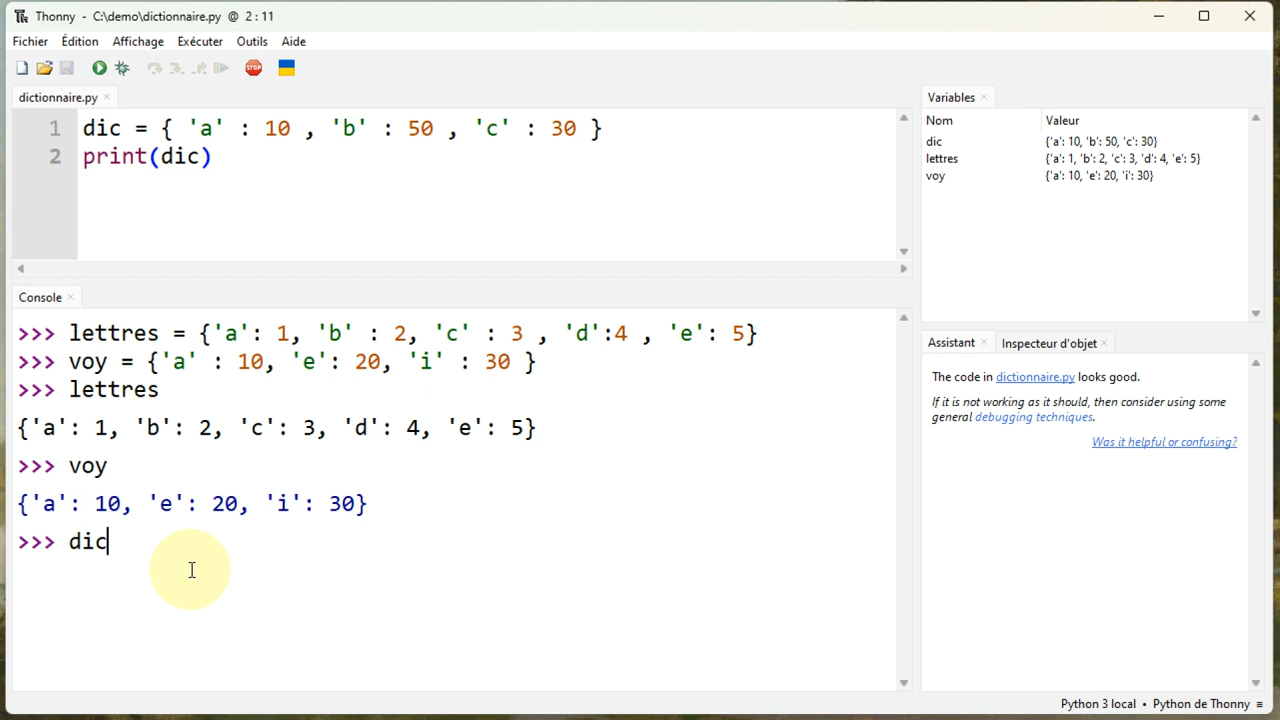 Thonny - C:\demo\dictionnaire.py @ 2 : 11
Fichier Édition Affichage Exécuter Outils Aide
STOP
dictionnaire.py ×
1 dic = { 'a' : 10 , 'b' : 50 , 'c' : 30 }
2 print(dic)
Console ×
>>> lettres = {'a': 1, 'b' : 2, 'c' : 3 , 'd':4 , 'e': 5}
>>> voy = {'a' : 10, 'e': 20, 'i' : 30 }
>>> lettres
{'a': 1, 'b': 2, 'c': 3, 'd': 4, 'e': 5}
>>> voy
{'a': 10, 'e': 20, 'i': 30}
>>> dic
Variables ×
Nom Valeur
dic {'a': 10, 'b': 50, 'c': 30}
lettres {'a': 1, 'b': 2, 'c': 3, 'd': 4, 'e': 5}
voy {'a': 10, 'e': 20, 'i': 30}
Assistant × Inspecteur d'objet ×
The code in dictionnaire.py looks good.
If it is not working as it should, then consider using some
general debugging techniques.
Was it helpful or confusing?
Python 3 local • Python de Thonny ≡